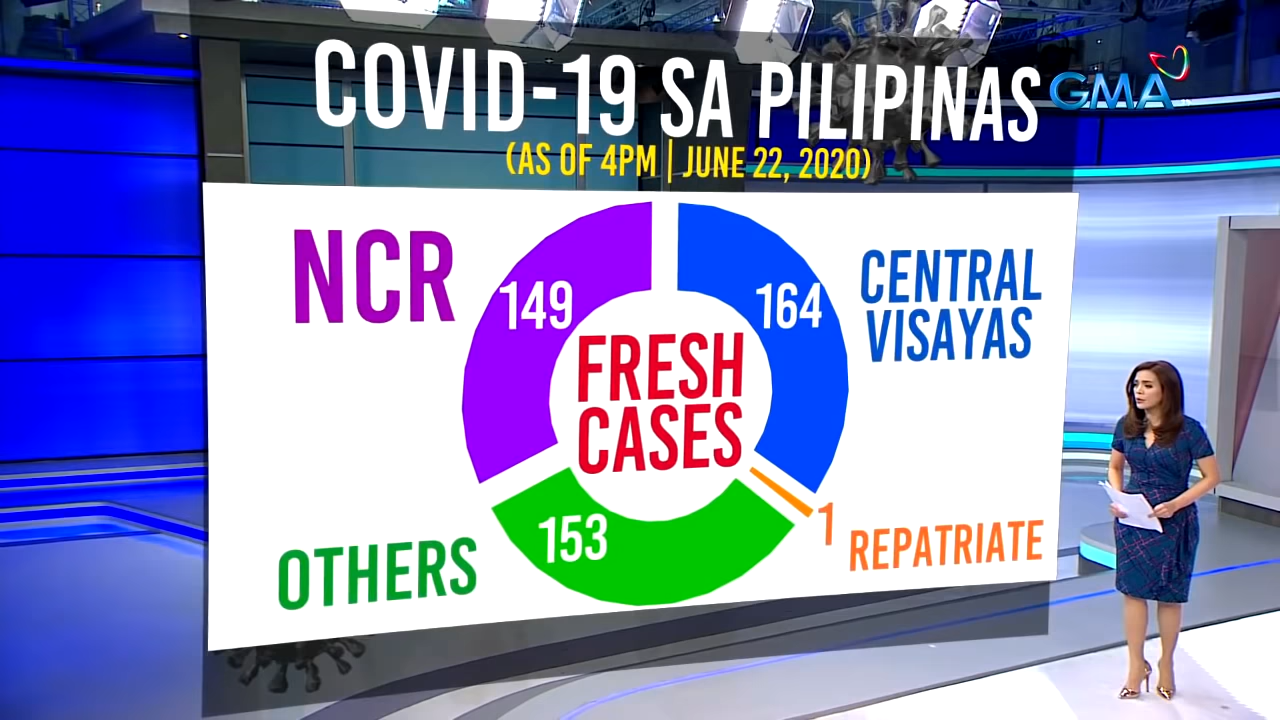 COVID-19 SA PILIPINAS
GMA
(AS OF 4PM | JUNE 22, 2020)
NCR
149
164
CENTRAL
VISAYAS
FRESH
CASES
OTHERS
153
1
REPATRIATE